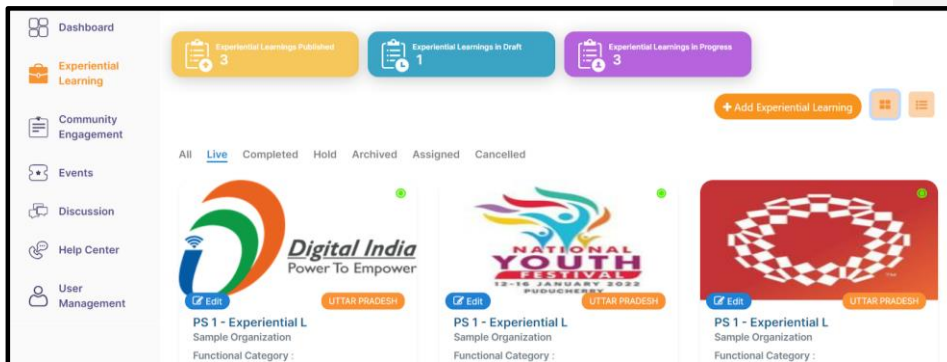 Dashboard
Experiential
Learning
Community
Engagement
Events
Discussion
Help Center
User
Management
Experiential Learnings Published
3
Experiential Learnings in Draft
1
Experiential Learnings in Progress
3
+ Add Experiential Learning
All Live Completed Hold Archived Assigned Cancelled
Digital India
Power To Empower
Edit
UTTAR PRADESH
PS 1 - Experiential L
Sample Organization
Functional Category :
NATIONAL
YOUTH
FESTIVAL
12-16 JANUARY 2022
PUDUCHERRY
Edit
UTTAR PRADESH
PS 1 - Experiential L
Sample Organization
Functional Category :
Edit
UTTAR PRADESH
PS 1 - Experiential L
Sample Organization
Functional Category :